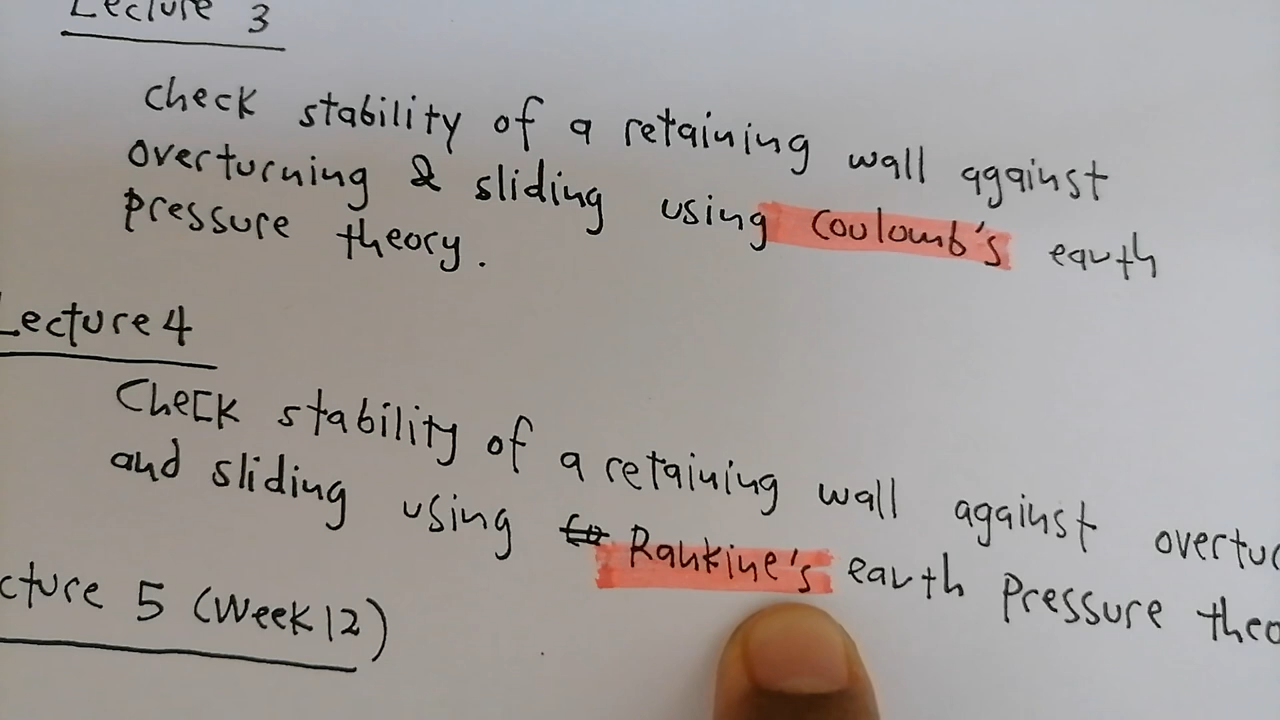 Lecture 3
check stability of a retaining wall against
overturning & sliding using Coulomb's earth
pressure theory.
Lecture 4
Check stability of a retaining wall against
and sliding using Rankine's earth pressure
5 (Week 12)